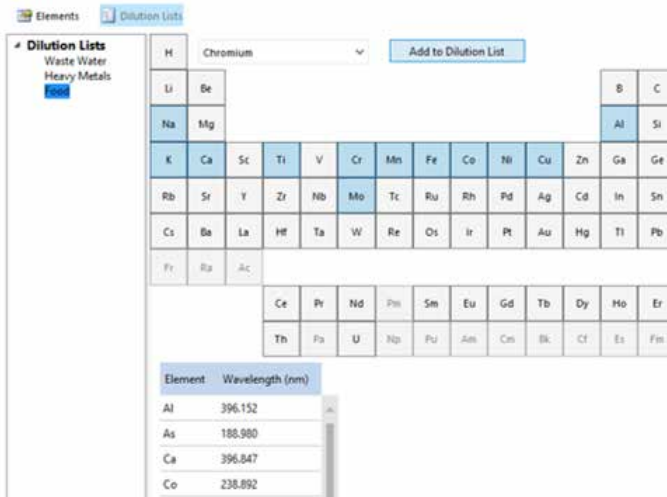 Elements Dilution Lists
Dilution Lists
Waste Water
Heavy Metals
Food
H Chromium Add to Dilution List
Li Be B C
Na Mg Al Si
K Ca Sc Ti V Cr Mn Fe Co Ni Cu Zn Ga Ge
Rb Sr Y Zr Nb Mo Tc Ru Rh Pd Ag Cd In Sn
Cs Ba La Hf Ta W Re Os Ir Pt Au Hg Tl Pb
Fr Ra Ac
Ce Pr Nd Pm Sm Eu Gd Tb Dy Ho Er
Th Pa U Np Pu Am Cm Bk Cf Es Fm
Element Wavelength (nm)
Al 396.152
As 188.980
Ca 396.847
Co 238.892